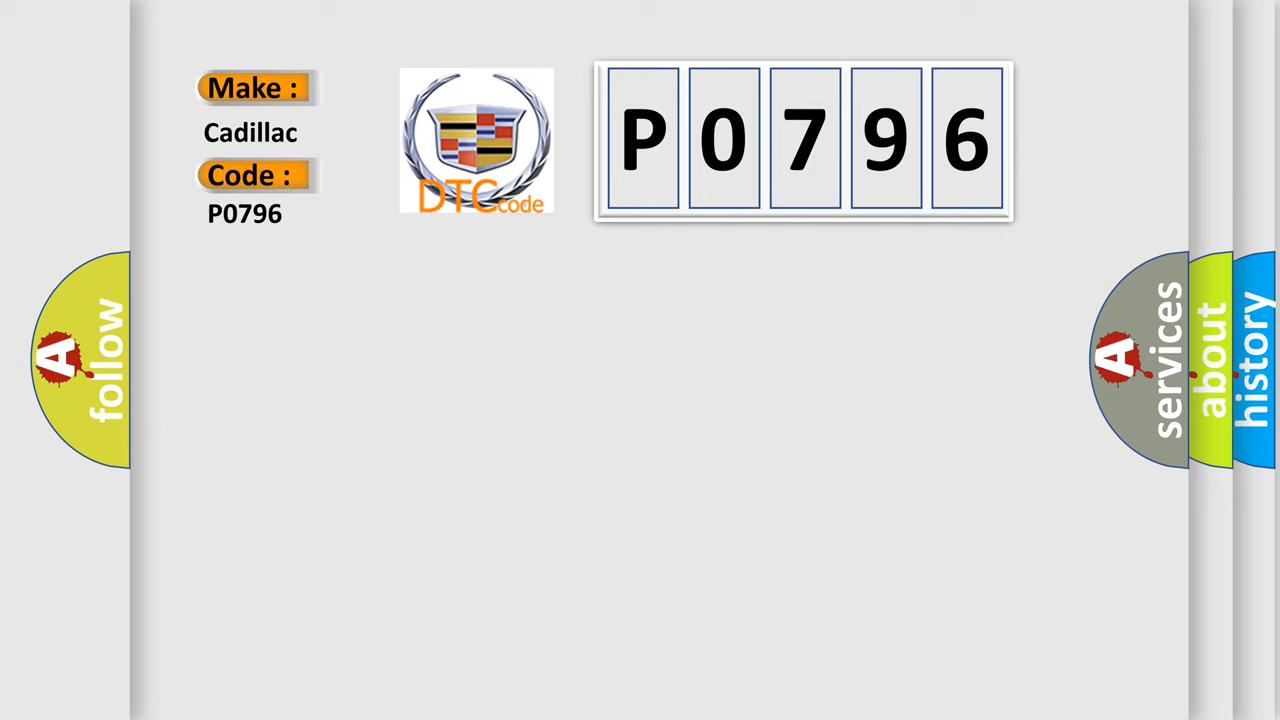 Make :
Cadillac
Code :
P0796
DTC code
P 0 7 9 6
A follow
A services
about
history